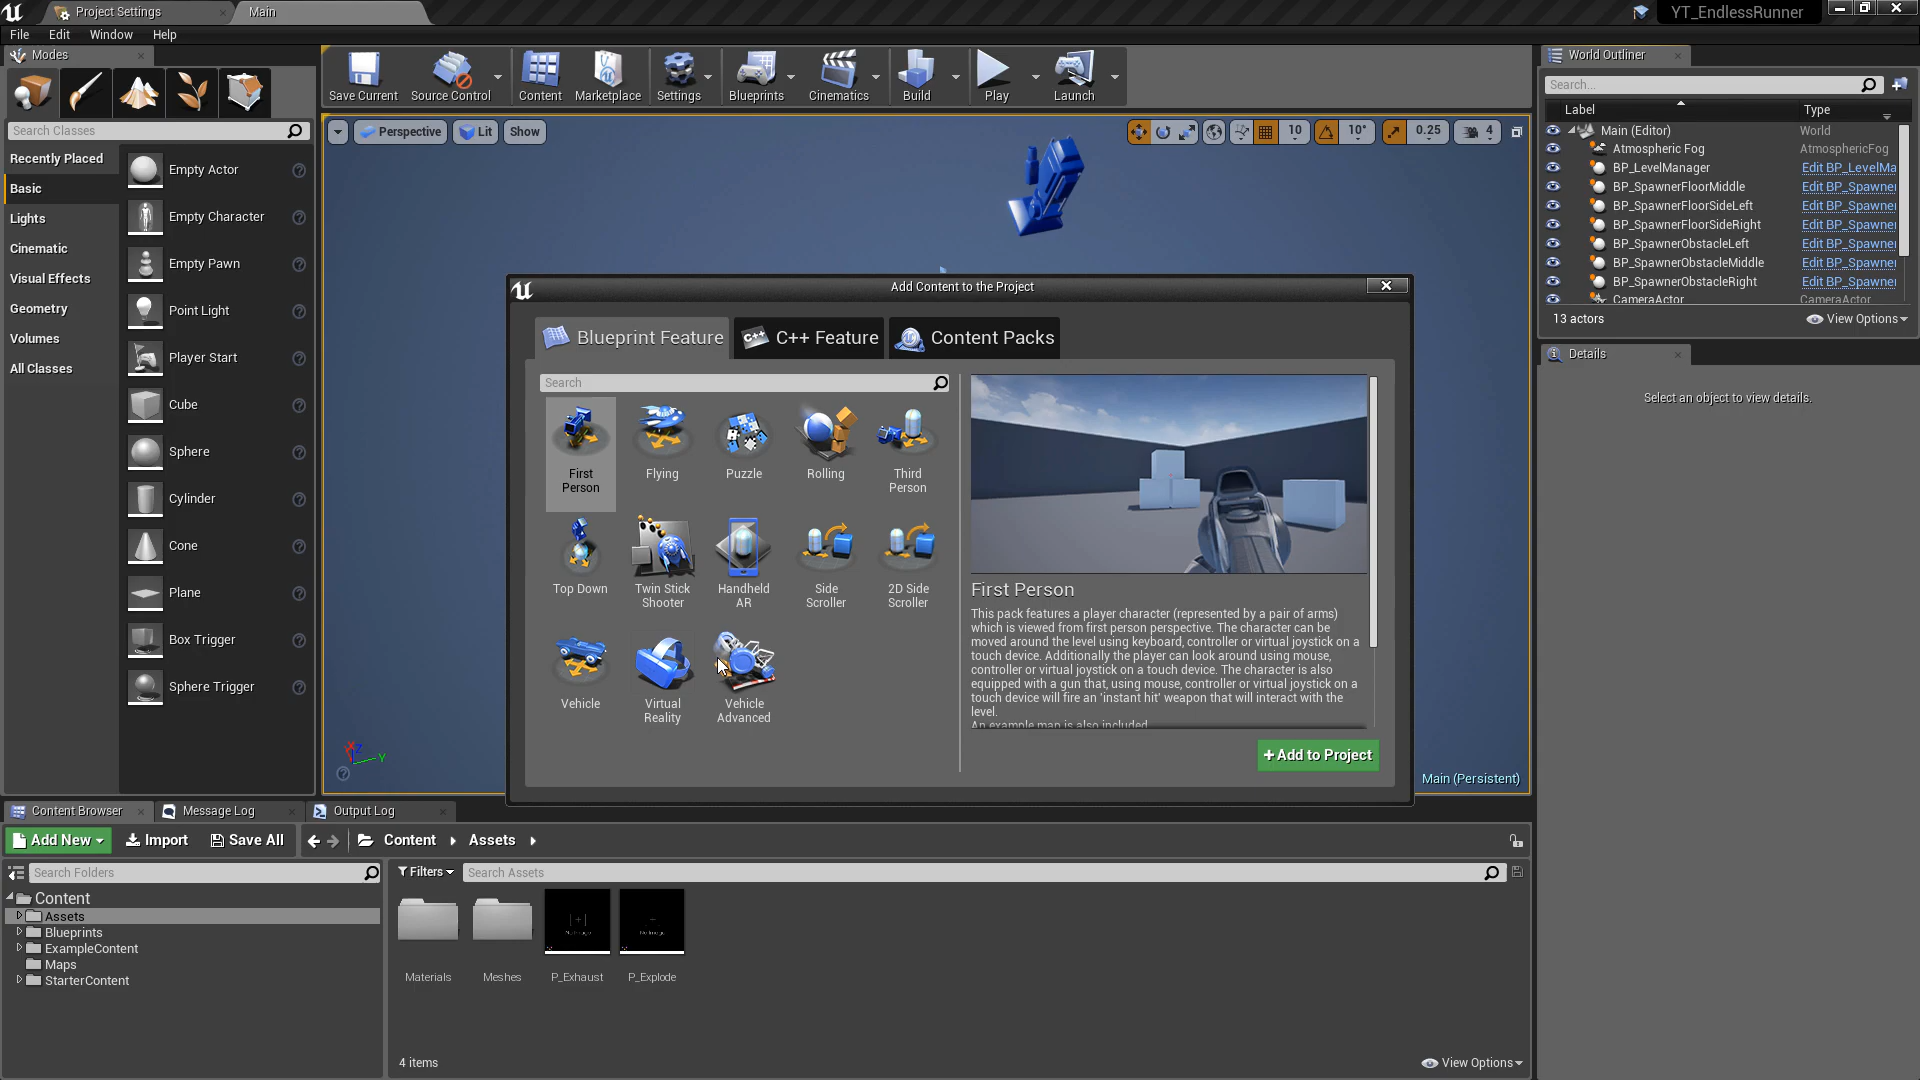 Project Settings
Main
YT_EndlessRunner
File Edit Window Help
Modes
Search Classes
Recently Placed
Basic
Lights
Cinematic
Visual Effects
Geometry
Volumes
All Classes
Empty Actor
Empty Character
Empty Pawn
Point Light
Player Start
Cube
Sphere
Cylinder
Cone
Plane
Box Trigger
Sphere Trigger
Save Current
Source Control
Content
Marketplace
Settings
Blueprints
Cinematics
Build
Play
Launch
Perspective
Lit
Show
10
10°
0.25
4
Add Content to the Project
Blueprint Feature
C++
C++ Feature
Content Packs
Search
First
Person
Flying
Puzzle
Rolling
Third
Person
Top Down
Twin Stick
Shooter
Handheld
AR
Side
Scroller
2D Side
Scroller
Vehicle
Virtual
Reality
Vehicle
Advanced
First Person
This pack features a player character (represented by a pair of arms)
which is viewed from first person perspective. The character can be
moved around the level using keyboard, controller or virtual joystick on a
touch device. Additionally the player can look around using mouse,
controller or virtual joystick on a touch device. The character is also
equipped with a gun that, using mouse, controller or virtual joystick on a
touch device will fire an 'instant hit' weapon that will interact with the
level.
An example map is also included
+Add to Project
X Z Y
Main (Persistent)
World Outliner
Search...
Label Type
Main (Editor) World
Atmospheric Fog AtmosphericFog
BP_LevelManager Edit BP_LevelMa
BP_SpawnerFloorMiddle Edit BP_Spawner
BP_SpawnerFloorSideLeft Edit BP_Spawner
BP_SpawnerFloorSideRight Edit BP_Spawner
BP_SpawnerObstacleLeft Edit BP_Spawner
BP_SpawnerObstacleMiddle Edit BP_Spawner
BP_SpawnerObstacleRight Edit BP_Spawner
CameraActor CameraActor
13 actors
View Options
Details
Select an object to view details.
Content Browser
Message Log
Output Log
Add New
Import
Save All
Content
Assets
Search Folders
Filters
Search Assets
Content
Assets
Blueprints
ExampleContent
Maps
StarterContent
Materials
Meshes
No Image
P_Exhaust
No Image
P_Explode
4 items
View Options